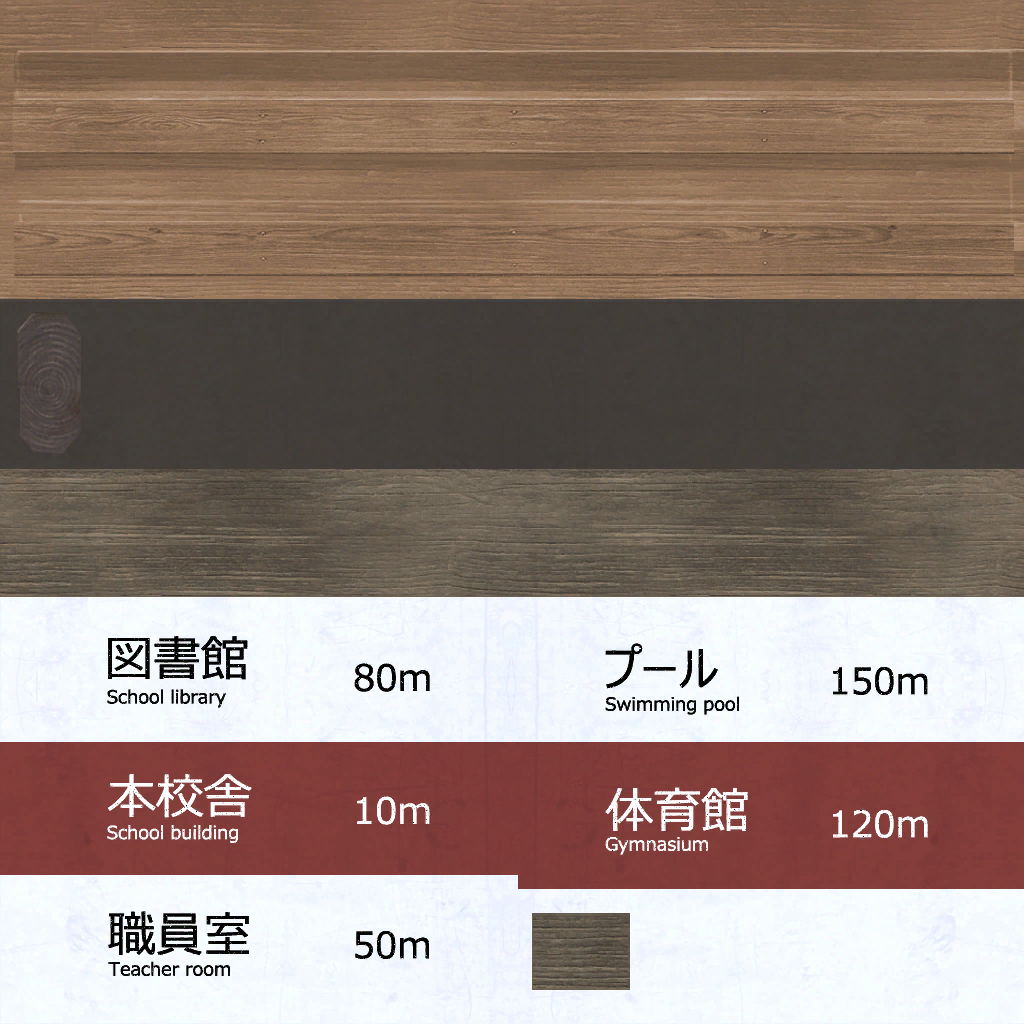 図書館
School library
80m
プール
Swimming pool
150m
本校舎
School building
10m
体育館
Gymnasium
120m
職員室
Teacher room
50m